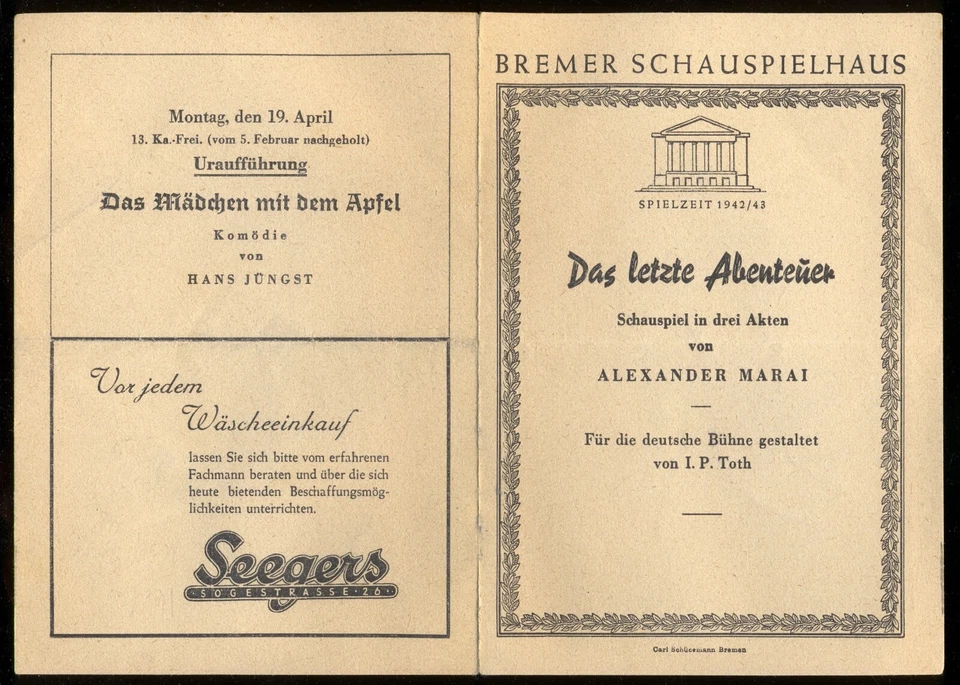 Montag, den 19. April
13. Ka.-Frei. (vom 5. Februar nachgeholt)
Uraufführung
Das Mädchen mit dem Apfel
Komödie
von
HANS JÜNGST
Vor jedem
Wäscheeinkauf
lassen Sie sich bitte vom erfahrenen
Fachmann beraten und über die sich
heute bietenden Beschaffungsmög-
lichkeiten unterrichten.
Seegers
SÖGESTRASSE·26
BREMER SCHAUSPIELHAUS
SPIELZEIT 1942/43
Das letzte Abenteuer
Schauspiel in drei Akten
von
ALEXANDER MARAI
Für die deutsche Bühne gestaltet
von I. P. Toth
Carl Schünemann Bremen